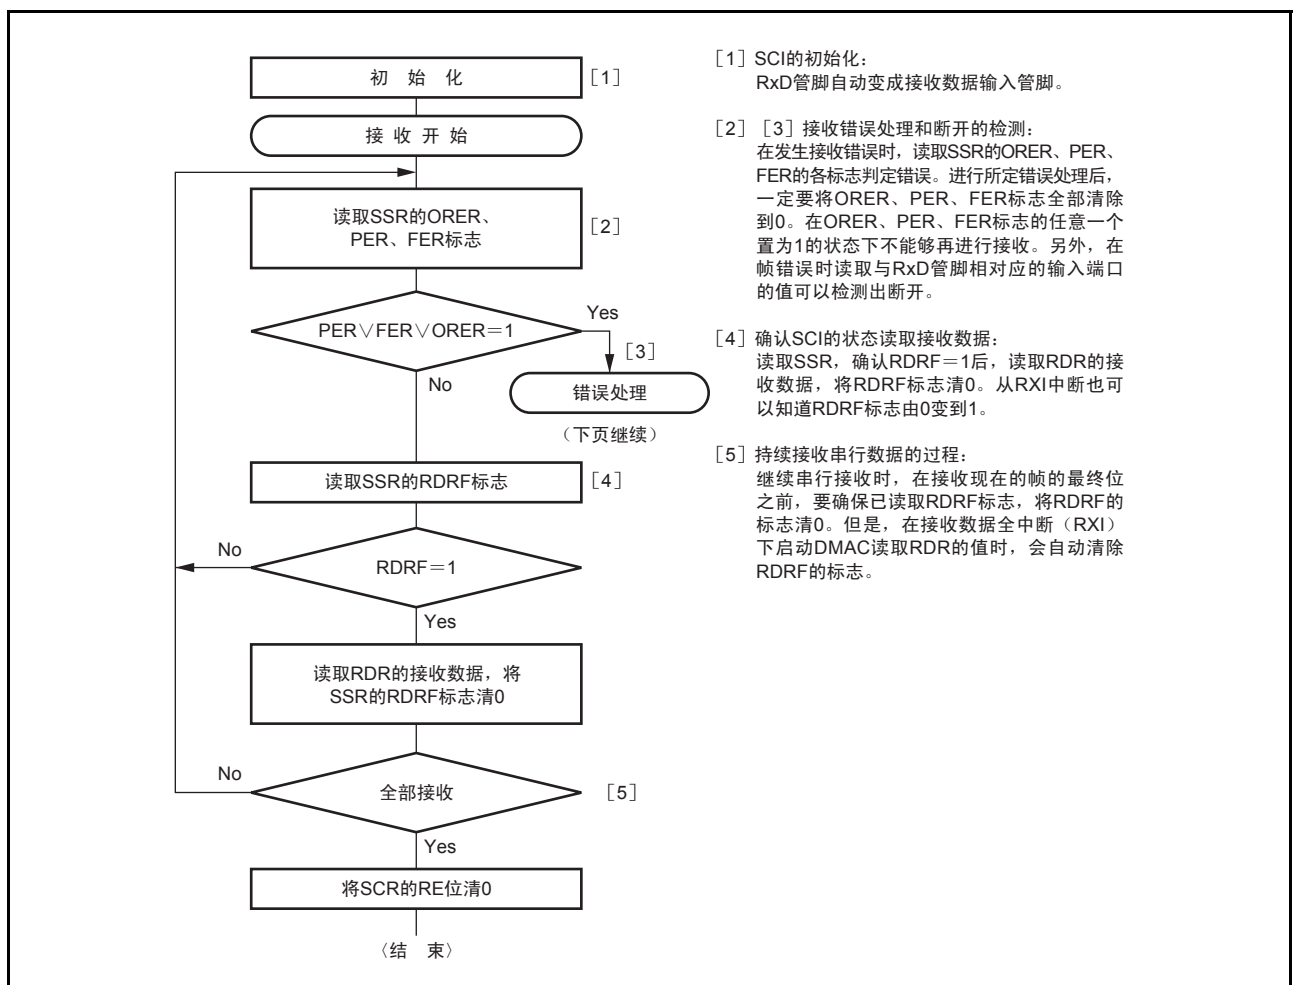 初 始 化
［1］
接 收 开 始
读取SSR的ORER、
PER、FER标志
［2］
PER∨FER∨ORER＝1
Yes
［3］
No
错误处理
（下页继续）
读取SSR的RDRF标志
［4］
No
RDRF＝1
Yes
读取RDR的接收数据，将
SSR的RDRF标志清0
No
全部接收
［5］
Yes
将SCR的RE位清0
〈结 束〉
［1］SCI的初始化：
RxD管脚自动变成接收数据输入管脚。
［2］［3］接收错误处理和断开的检测：
在发生接收错误时，读取SSR的ORER、PER、
FER的各标志判定错误。进行所定错误处理后，
一定要将ORER、PER、FER标志全部清除
到0。在ORER、PER、FER标志的任意一个
置为1的状态下不能够再进行接收。另外，在
帧错误时读取与RxD管脚相对应的输入端口
的值可以检测出断开。
［4］确认SCI的状态读取接收数据：
读取SSR，确认RDRF＝1后，读取RDR的接
收数据，将RDRF标志清0。从RXI中断也可
以知道RDRF标志由0变到1。
［5］持续接收串行数据的过程：
继续串行接收时，在接收现在的帧的最终位
之前，要确保已读取RDRF标志，将RDRF的
标志清0。但是，在接收数据全中断（RXI）
下启动DMAC读取RDR的值时，会自动清除
RDRF的标志。